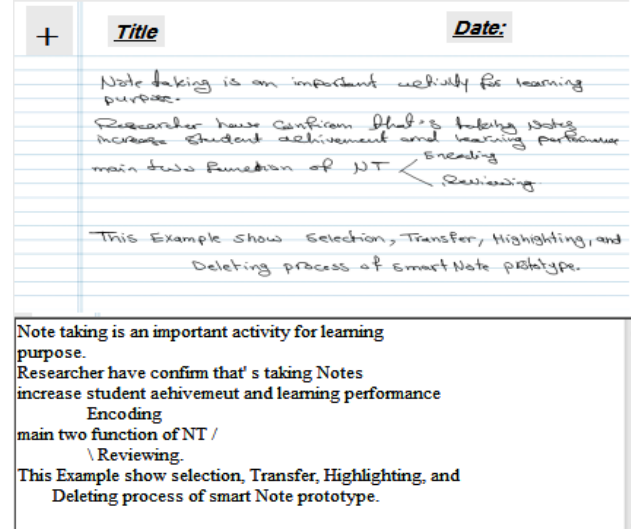 + Title Date:
Note taking is an important activity for learning
purpose.
Researcher have confirm that's taking Notes
increase student achivement and learning performance
Encoding
main two function of NT <
Reviewing.
This Example show selection, Transfer, Highighting, and
Deleting process of smart Note prototype.
Note taking is an important activity for learning
purpose.
Researcher have confirm that' s taking Notes
increase student aehivemeut and learning performance
Encoding
main two function of NT /
\ Reviewing.
This Example show selection, Transfer, Highlighting, and
Deleting process of smart Note prototype.